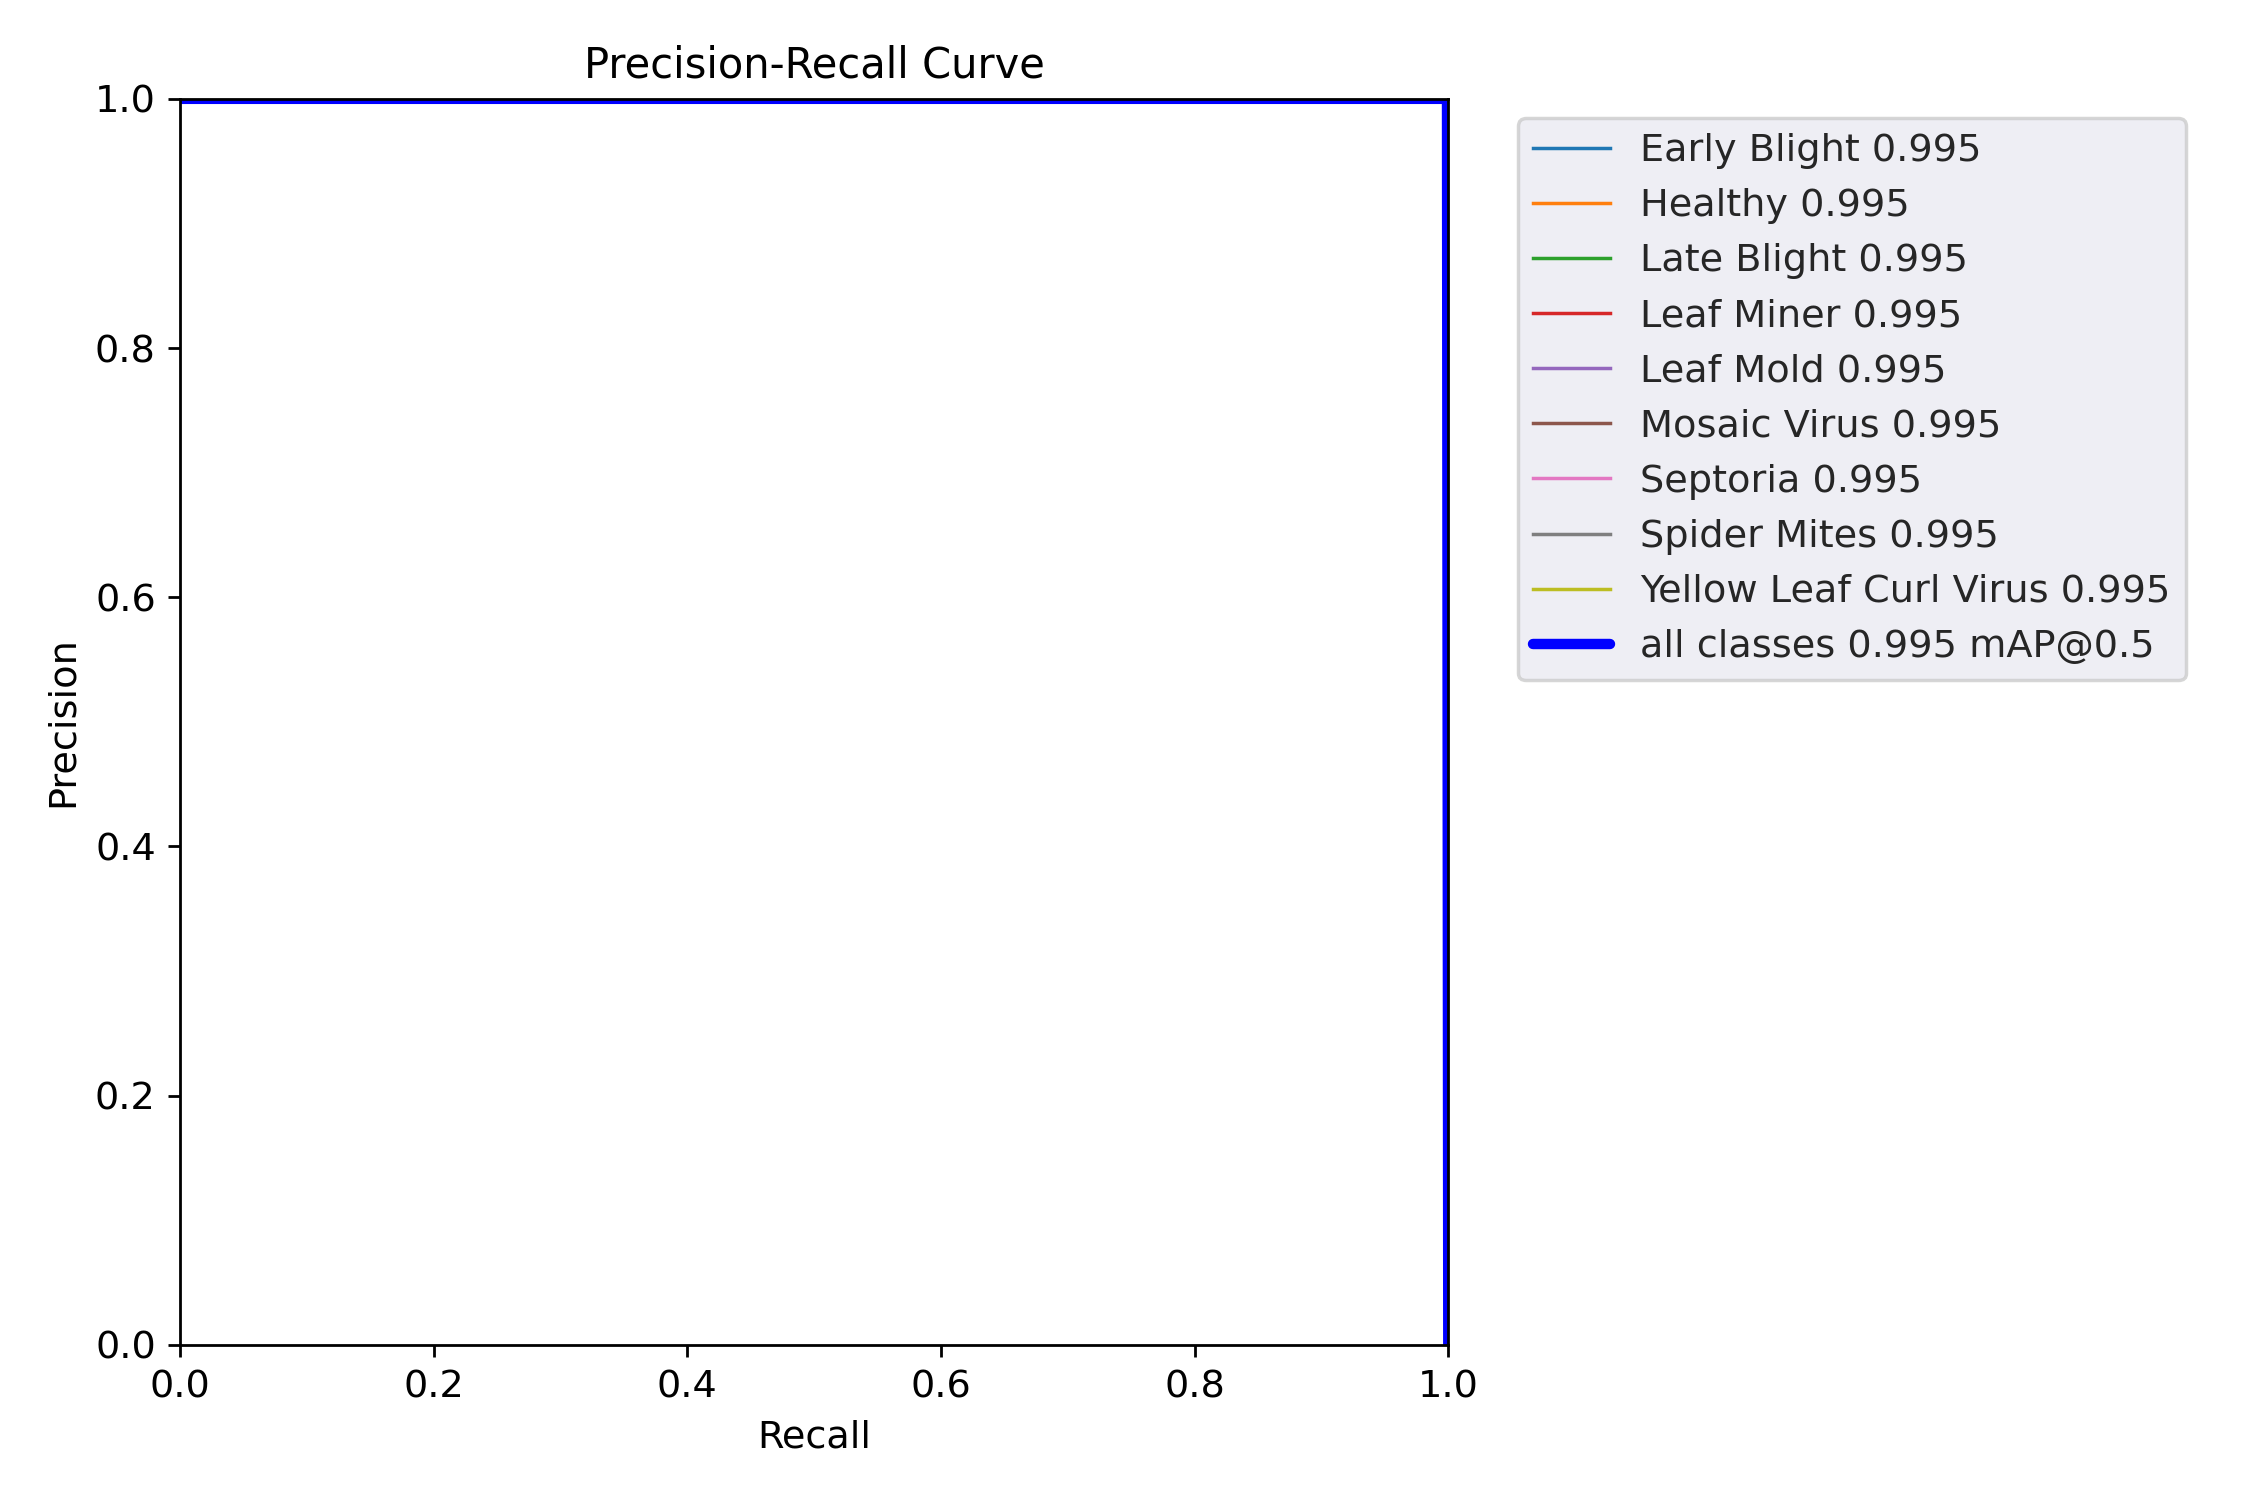 Precision-Recall Curve
1.0
0.8
0.6
0.4
0.2
0.0
Precision
0.0 0.2 0.4 0.6 0.8 1.0
Recall
Early Blight 0.995
Healthy 0.995
Late Blight 0.995
Leaf Miner 0.995
Leaf Mold 0.995
Mosaic Virus 0.995
Septoria 0.995
Spider Mites 0.995
Yellow Leaf Curl Virus 0.995
all classes 0.995 mAP@0.5